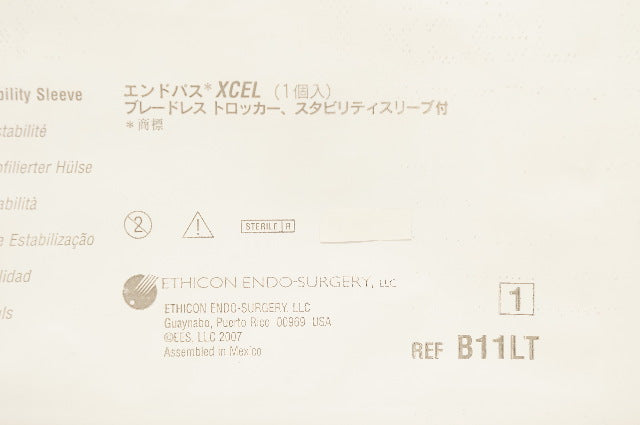 bility Sleeve
tabilité
ofilierter Hülse
abilità
e Estabilização
lidad
uls
エンドパス* XCEL (1個入)
ブレードレス トロッカー、スタビリティスリーブ付
*商標
2
STERILE R
ETHICON ENDO-SURGERY, LLC
ETHICON ENDO-SURGERY, LLC
Guaynabo, Puerto Rico 00969 USA
©EES, LLC 2007
Assembled in Mexico
1
REF B11LT